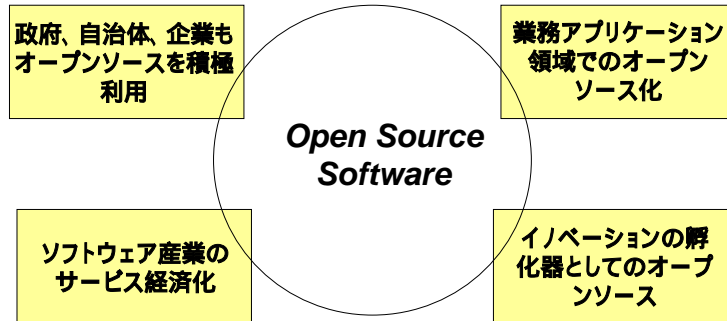 政府、自治体、企業も
オープンソースを積極
利用
業務アプリケーション
領域でのオープン
ソース化
Open Source
Software
ソフトウェア産業の
サービス経済化
イノベーションの孵
化器としてのオープ
ンソース